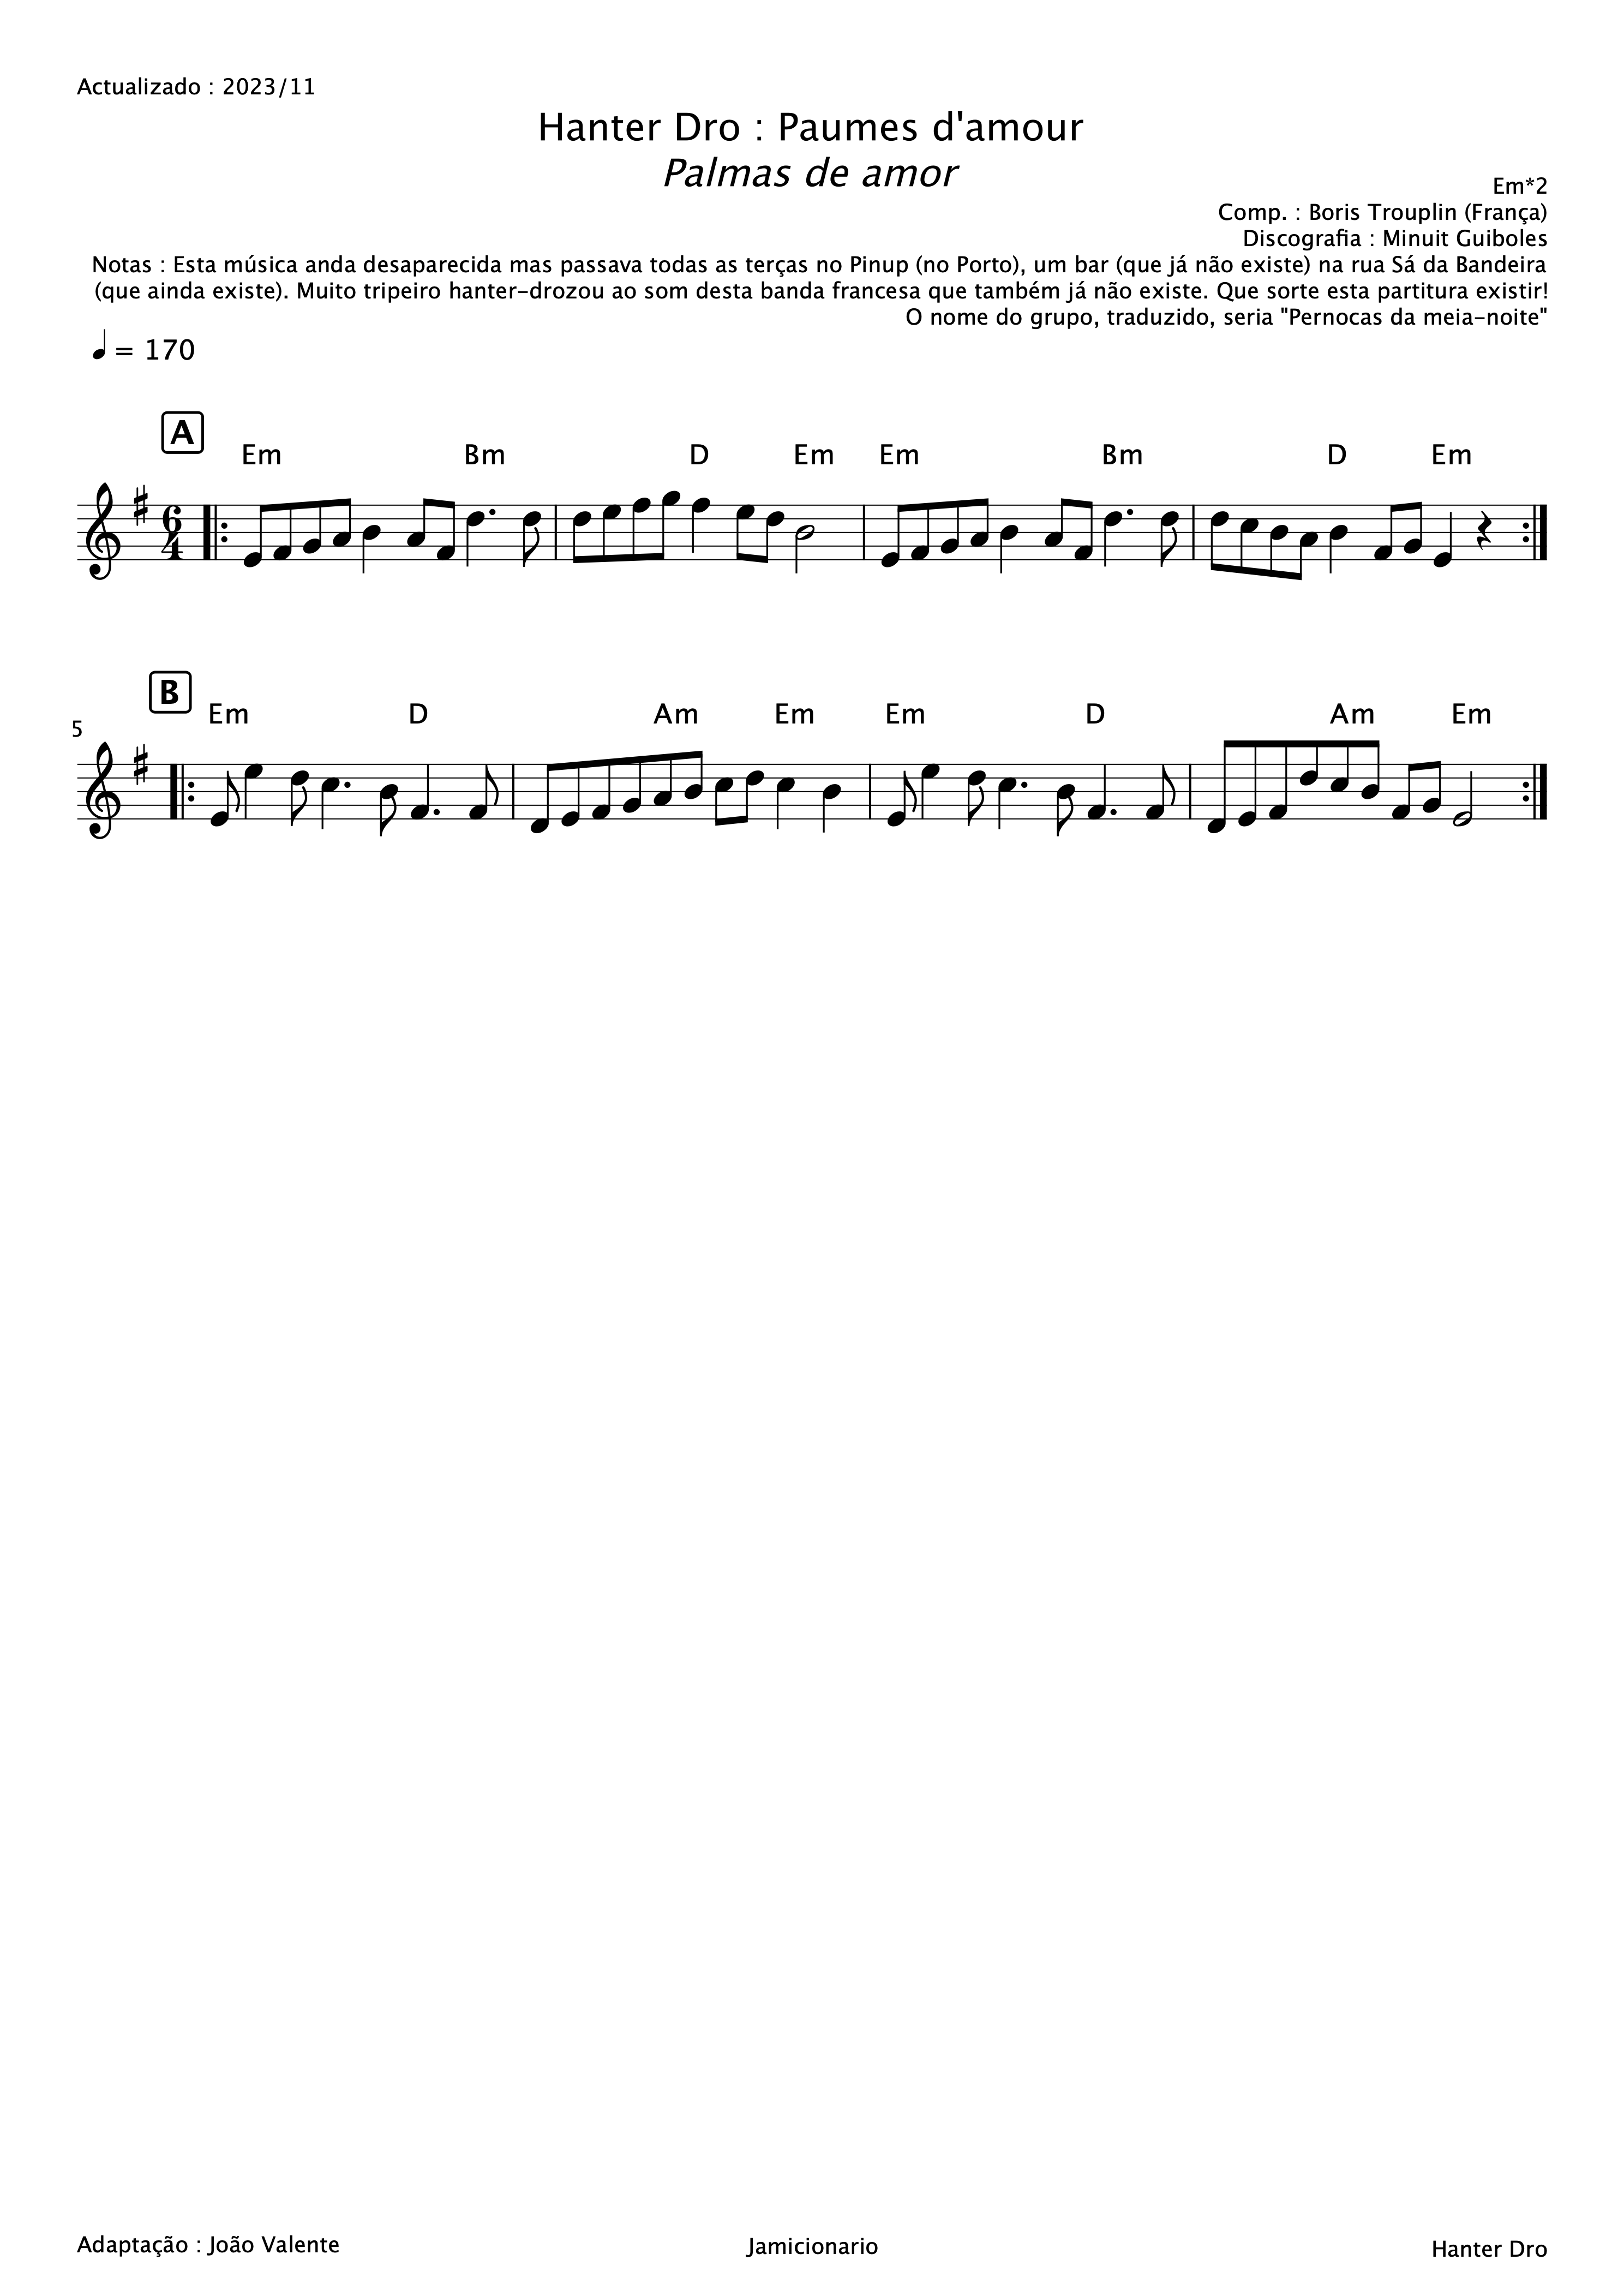 Actualizado : 2023/11
Hanter Dro : Paumes d'amour
Palmas de amor
Em*2
Comp. : Boris Trouplin (França)
Discografia : Minuit Guiboles
Notas : Esta música anda desaparecida mas passava todas as terças no Pinup (no Porto), um bar (que já não existe) na rua Sá da Bandeira
(que ainda existe). Muito tripeiro hanter-drozou ao som desta banda francesa que também já não existe. Que sorte esta partitura existir!
O nome do grupo, traduzido, seria "Pernocas da meia-noite"
= 170
A
Em Bm D Em Em Bm D Em
6
4
B
Em D Am Em Em D Am Em
5
Adaptação : João Valente
Jamicionario
Hanter Dro